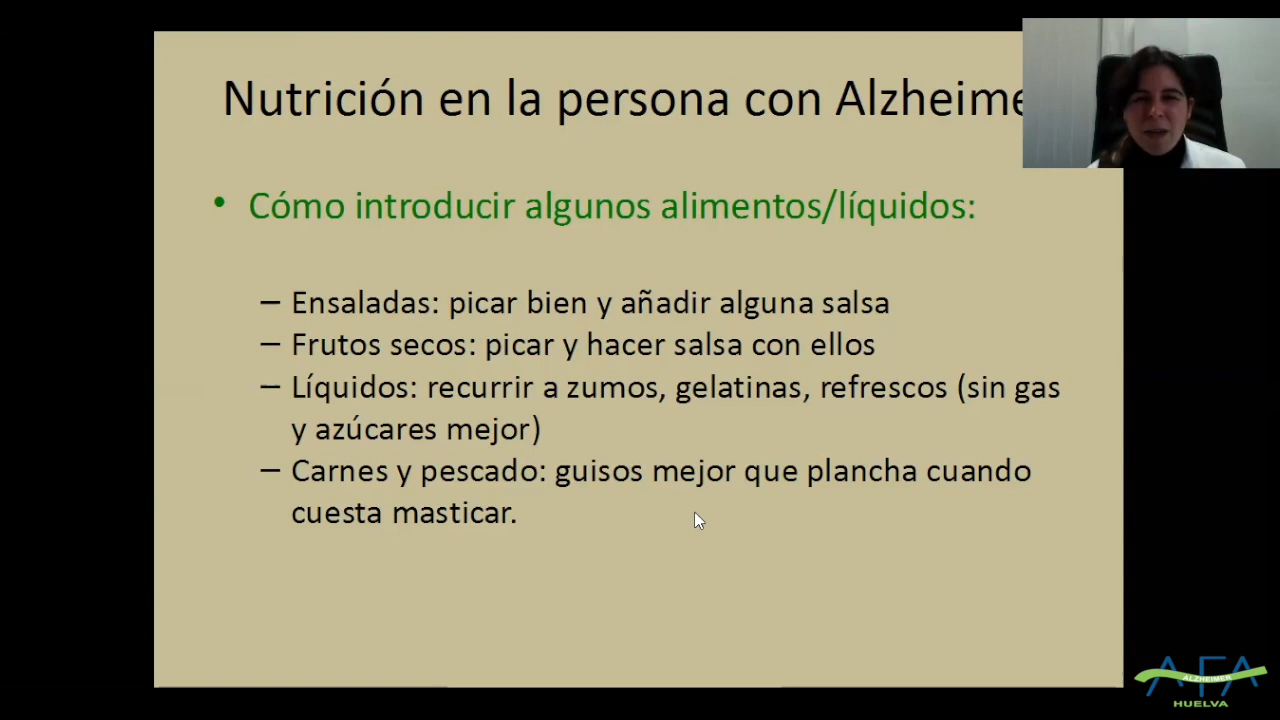 Nutrición en la persona con Alzheime
• Cómo introducir algunos alimentos/líquidos:
– Ensaladas: picar bien y añadir alguna salsa
– Frutos secos: picar y hacer salsa con ellos
– Líquidos: recurrir a zumos, gelatinas, refrescos (sin gas
y azúcares mejor)
– Carnes y pescado: guisos mejor que plancha cuando
cuesta masticar.
AFA
ALZHEIMER
HUELVA